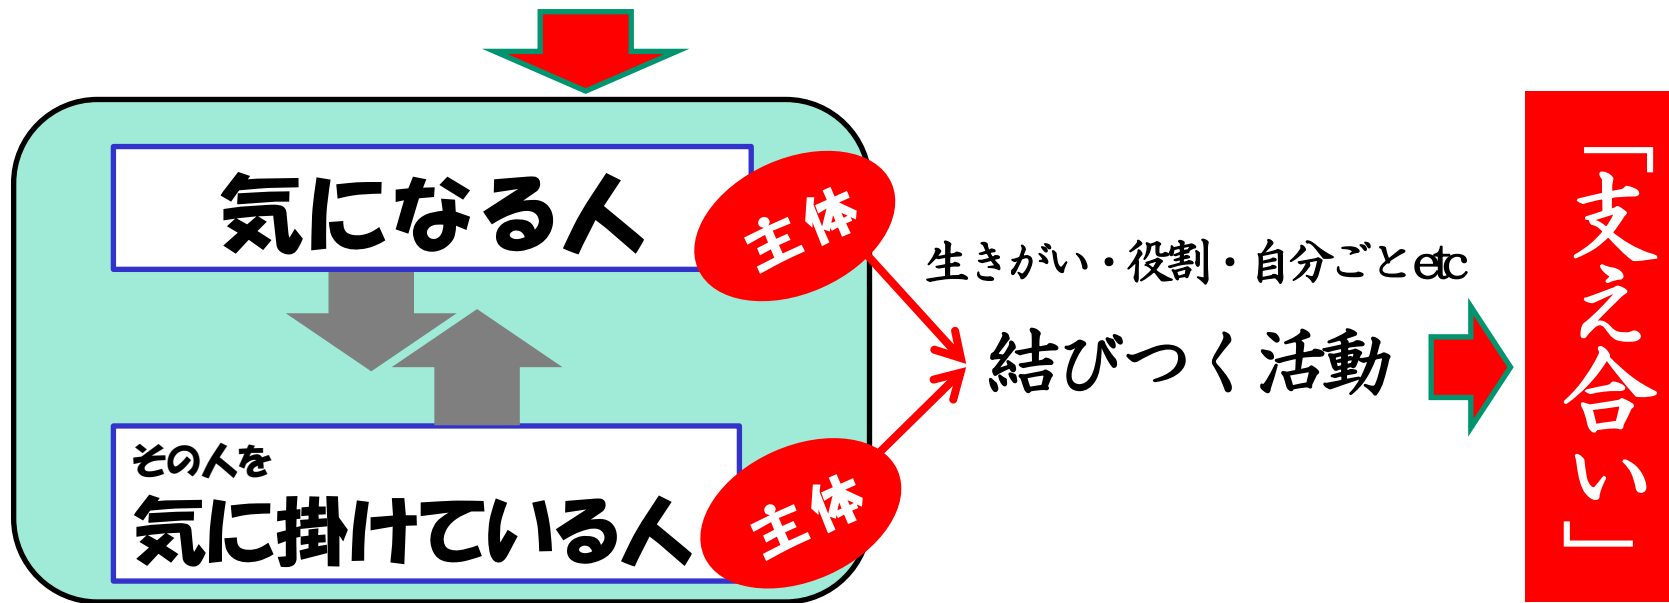 気になる人
主体
その人を
気に掛けている人
主体
生きがい・役割・自分ごとetc
結びつく活動
「支え合い」